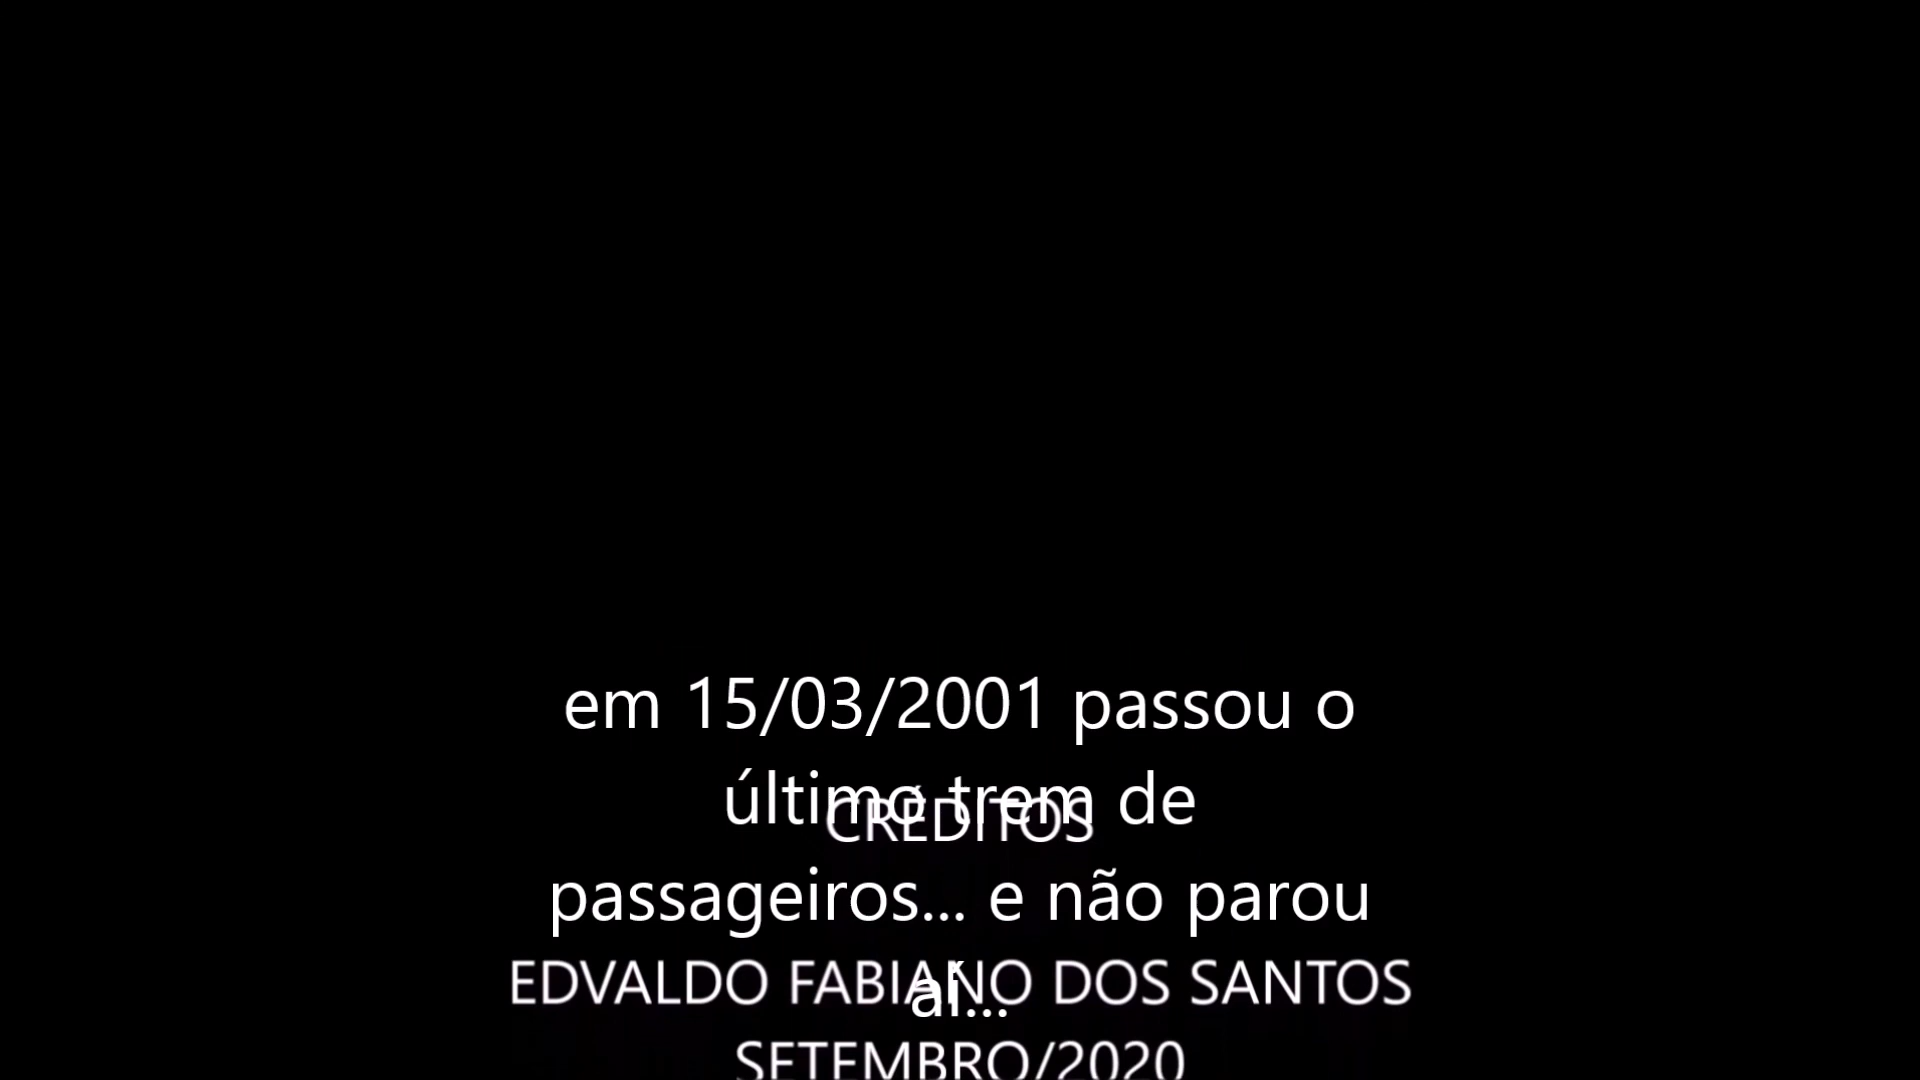 em 15/03/2001 passou o
último trem de
CRÉDITOS
passageiros... e não parou
EDVALDO FABIANO DOS SANTOS
aí...
SETEMBRO/2020